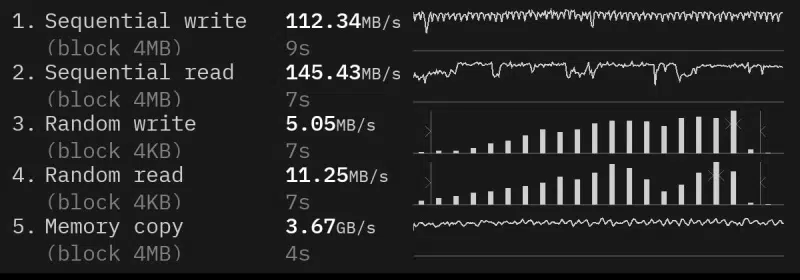 1. Sequential write 112.34MB/s
(block 4MB) 9s
2. Sequential read 145.43MB/s
(block 4MB) 7s
3. Random write 5.05MB/s
(block 4KB) 7s
4. Random read 11.25MB/s
(block 4KB) 7s
5. Memory copy 3.67GB/s
(block 4MB) 4s